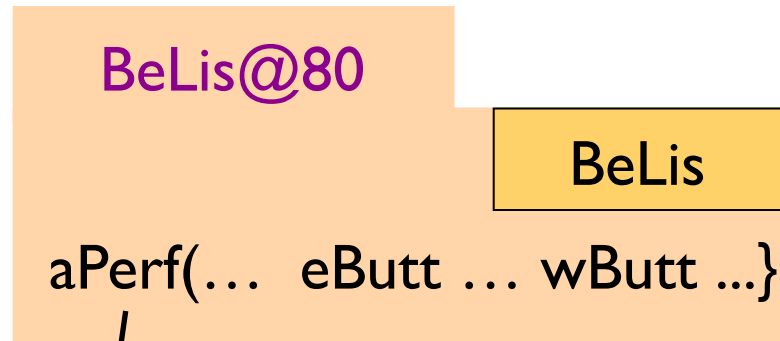 BeLis@80
BeLis
aPerf(… eButt … wButt ...}